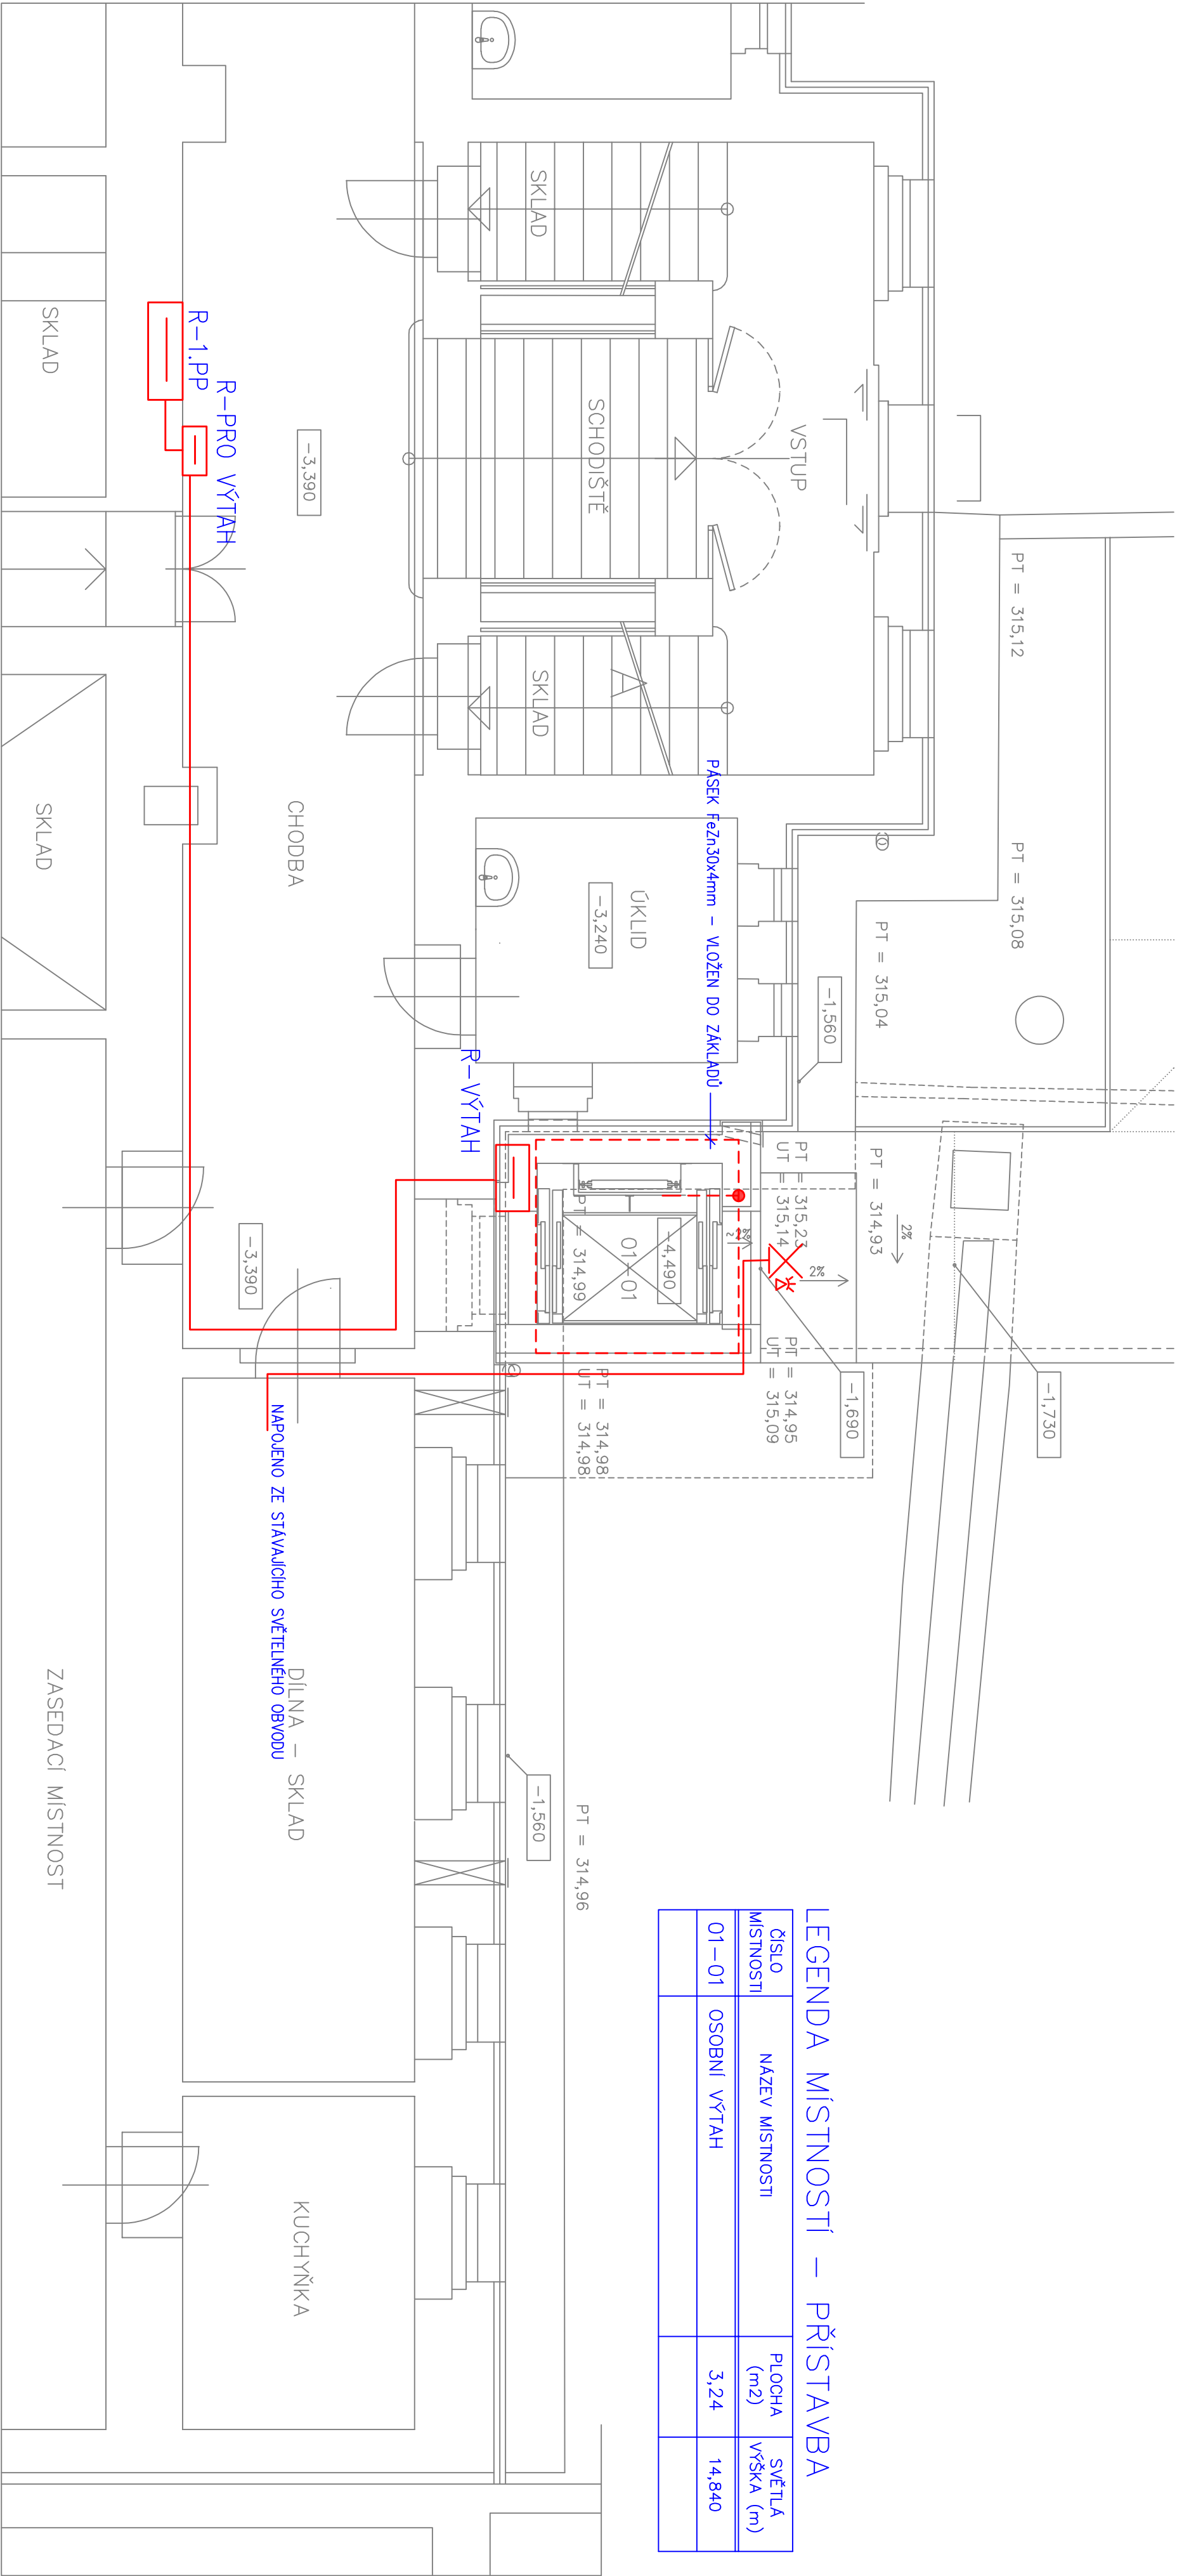 LEGENDA MÍSTNOSTÍ – PŘÍSTAVBA
ČÍSLO
MÍSTNOSTI
NÁZEV MÍSTNOSTI
PLOCHA
(m2)
SVĚTLÁ
VÝŠKA (m)
01–01
OSOBNÍ VÝTAH
3,24
14,840
PT = 315,12
PT = 315,08
PT = 315,04
–1,560
PT = 314,93
2%
–1,730
VSTUP
PT = 315,23
UT = 315,14
2%
2%
–1,690
PT = 314,95
UT = 315,09
PÁSEK FeZn30x4mm – VLOŽEN DO ZÁKLADŮ
SKLAD
SCHODIŠTĚ
SKLAD
ÚKLID
–3,240
–4,490
01–01
PT = 314,99
PT = 314,98
UT = 314,98
PT = 314,96
–1,560
R–VÝTAH
–3,390
CHODBA
–3,390
R–PRO VÝTAH
R–1.PP
NAPOJENO ZE STÁVAJÍCÍHO SVĚTELNÉHO OBVODU
DÍLNA – SKLAD
KUCHYŇKA
SKLAD
SKLAD
ZASEDACÍ MÍSTNOST